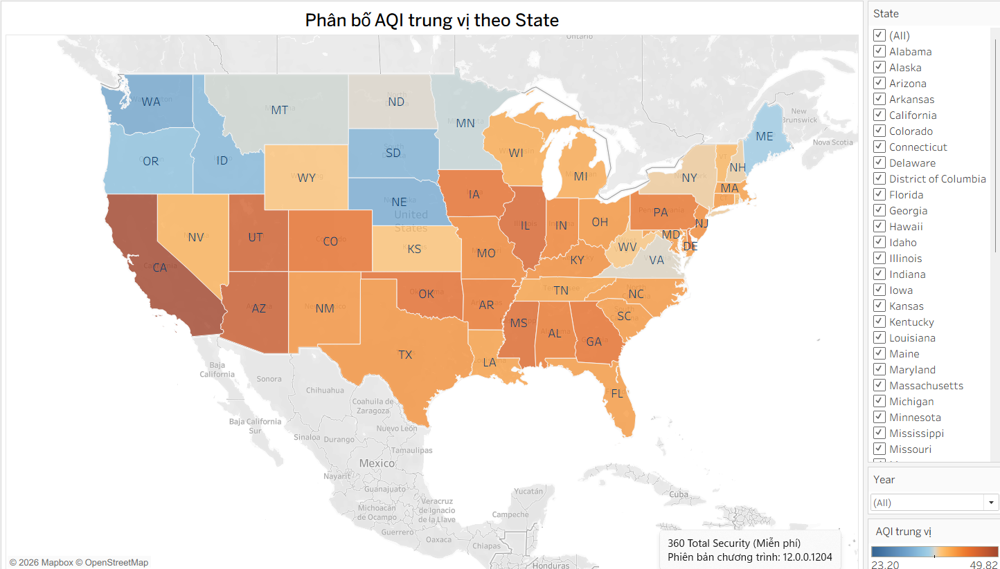 Phân bố AQI trung vị theo State
Ontario
WA
MT
ND
MN
ME
New
Brunswick
Nova Scotia
OR
ID
SD
WI
MI
NY
VT
NH
MA
WY
NE
United
States
IA
PA
NJ
NV
UT
CO
KS
MO
IL
IN
OH
MD
DE
WV
VA
KY
CA
AZ
NM
OK
AR
TN
NC
SC
MS
AL
GA
TX
LA
FL
Baja
California
Sonora
Chihuahua
Coahuila de
Zaragoza
Baja California
Sur
Nuevo León
Sinaloa
Durango
Tamaulipas
Mexico
Nayarit
Guanajuato
Yucatán
Michoacán
de Ocampo
Veracruz
de Ignacio
de la Llave
Campeche
Cuba
Guerrero
Oaxaca
Chiapas
Honduras
© 2026 Mapbox © OpenStreetMap
State
(All)
Alabama
Alaska
Arizona
Arkansas
California
Colorado
Connecticut
Delaware
District of Columbia
Florida
Georgia
Hawaii
Idaho
Illinois
Indiana
Iowa
Kansas
Kentucky
Louisiana
Maine
Maryland
Massachusetts
Michigan
Minnesota
Mississippi
Missouri
Year
(All)
AQI trung vị
23.20 49.82
360 Total Security (Miễn phí)
Phiên bản chương trình: 12.0.0.1204